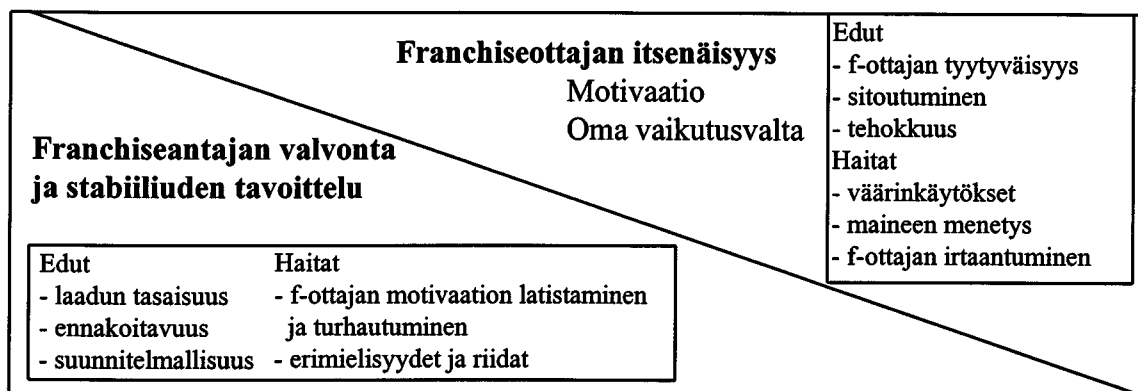 Franchiseottajan itsenäisyys
Motivaatio
Oma vaikutusvalta
Edut
- f-ottajan tyytyväisyys
- sitoutuminen
- tehokkuus
Haitat
- väärinkäytökset
- maineen menetys
- f-ottajan irtaantuminen
Franchiseantajan valvonta
ja stabiiliuden tavoittelu
Edut
- laadun tasaisuus
- ennakoitavuus
- suunnitelmallisuus
Haitat
- f-ottajan motivaation latistaminen
ja turhautuminen
- erimielisyydet ja riidat